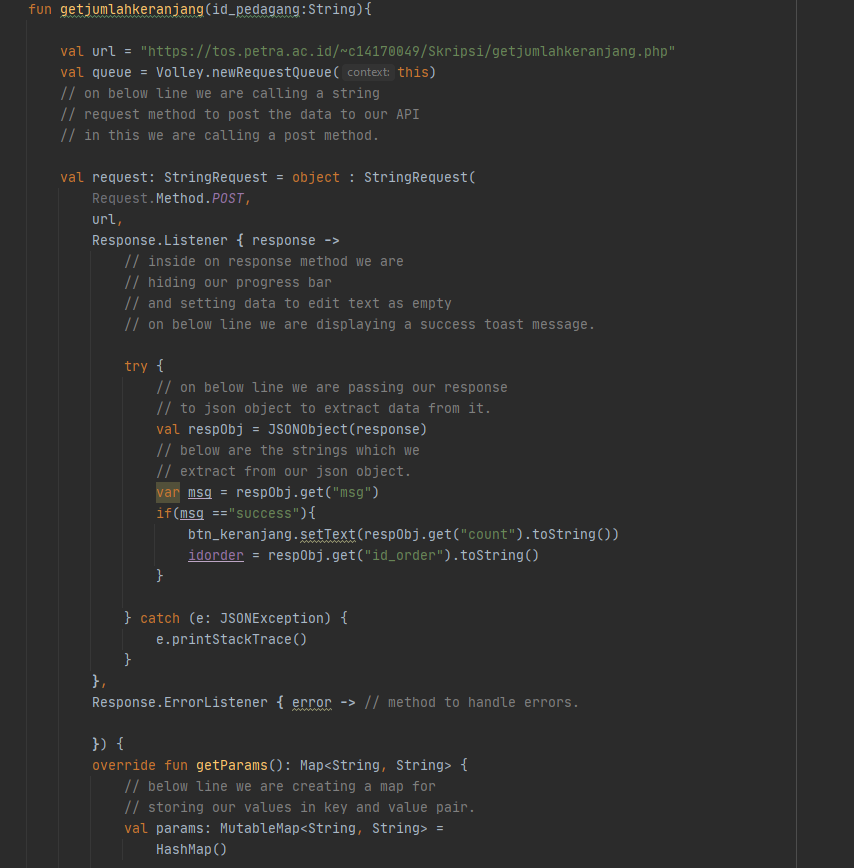 fun getjumlahkeranjang(id_pedagang:String){
val url = "https://tos.petra.ac.id/~c14170049/Skripsi/getjumlahkeranjang.php"
val queue = Volley.newRequestQueue( context: this)
// on below line we are calling a string
// request method to post the data to our API
// in this we are calling a post method.
val request: StringRequest = object : StringRequest(
Request.Method.POST,
url,
Response.Listener { response ->
// inside on response method we are
// hiding our progress bar
// and setting data to edit text as empty
// on below line we are displaying a success toast message.
try {
// on below line we are passing our response
// to json object to extract data from it.
val respObj = JSONObject(response)
// below are the strings which we
// extract from our json object.
var msg = respObj.get("msg")
if(msg =="success"){
btn_keranjang.setText(respObj.get("count").toString())
idorder = respObj.get("id_order").toString()
}
} catch (e: JSONException) {
e.printStackTrace()
}
},
Response.ErrorListener { error -> // method to handle errors.
}) {
override fun getParams(): Map<String, String> {
// below line we are creating a map for
// storing our values in key and value pair.
val params: MutableMap<String, String> =
HashMap()